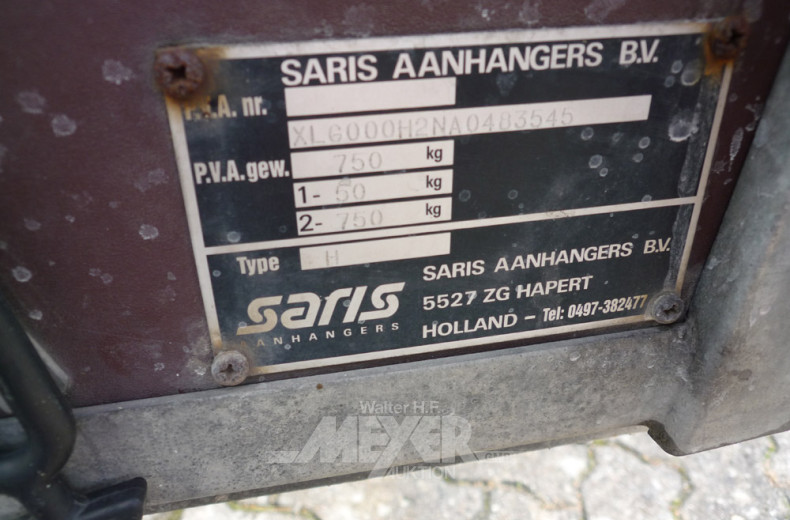 SARIS AANHANGERS B.V.
P.V.A. nr.
XLG000H2NA0483545
P.V.A. gew. 750 kg
1- 50 kg
2- 750 kg
Type H
saris
AANHANGERS
SARIS AANHANGERS B.V.
5527 ZG HAPERT
HOLLAND - Tel: 0497-382477
Walter H.F.
MEYER
AUKTION